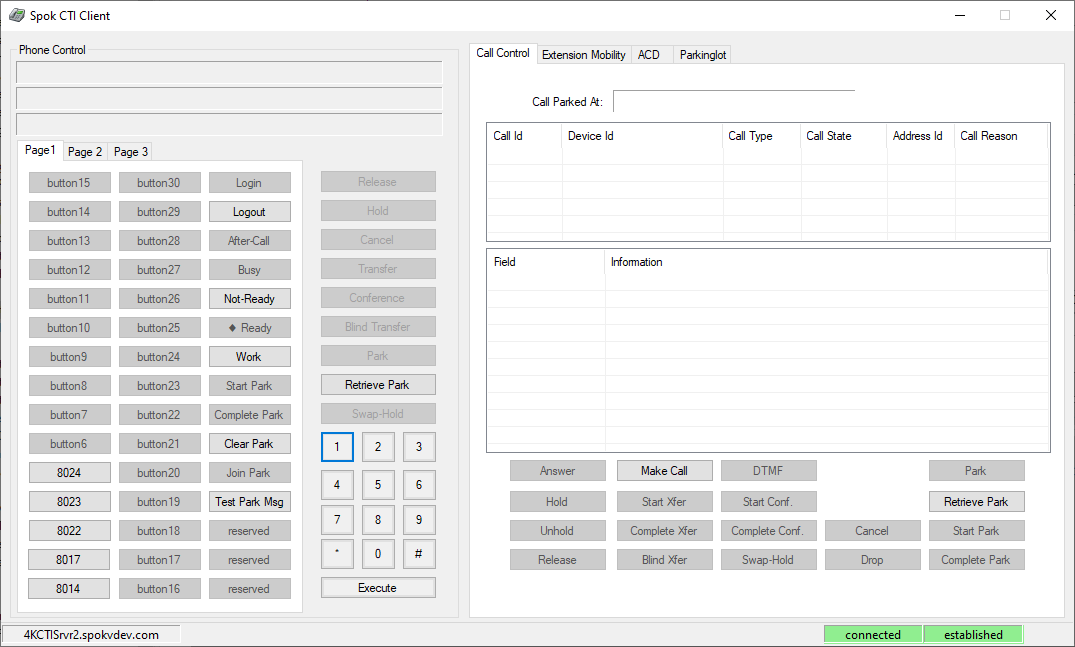 Spok CTI Client
Phone Control
Page1 Page 2 Page 3
button15 button30 Login
button14 button29 Logout
button13 button28 After-Call
button12 button27 Busy
button11 button26 Not-Ready
button10 button25 ♦ Ready
button9 button24 Work
button8 button23 Start Park
button7 button22 Complete Park
button6 button21 Clear Park
8024 button20 Join Park
8023 button19 Test Park Msg
8022 button18 reserved
8017 button17 reserved
8014 button16 reserved
Release
Hold
Cancel
Transfer
Conference
Blind Transfer
Park
Retrieve Park
Swap-Hold
1 2 3
4 5 6
7 8 9
* 0 #
Execute
Call Control Extension Mobility ACD Parkinglot
Call Parked At:
Call Id Device Id Call Type Call State Address Id Call Reason
Field Information
Answer Make Call DTMF Park
Hold Start Xfer Start Conf. Retrieve Park
Unhold Complete Xfer Complete Conf. Cancel Start Park
Release Blind Xfer Swap-Hold Drop Complete Park
4KCTISrvr2.spokvdev.com connected established